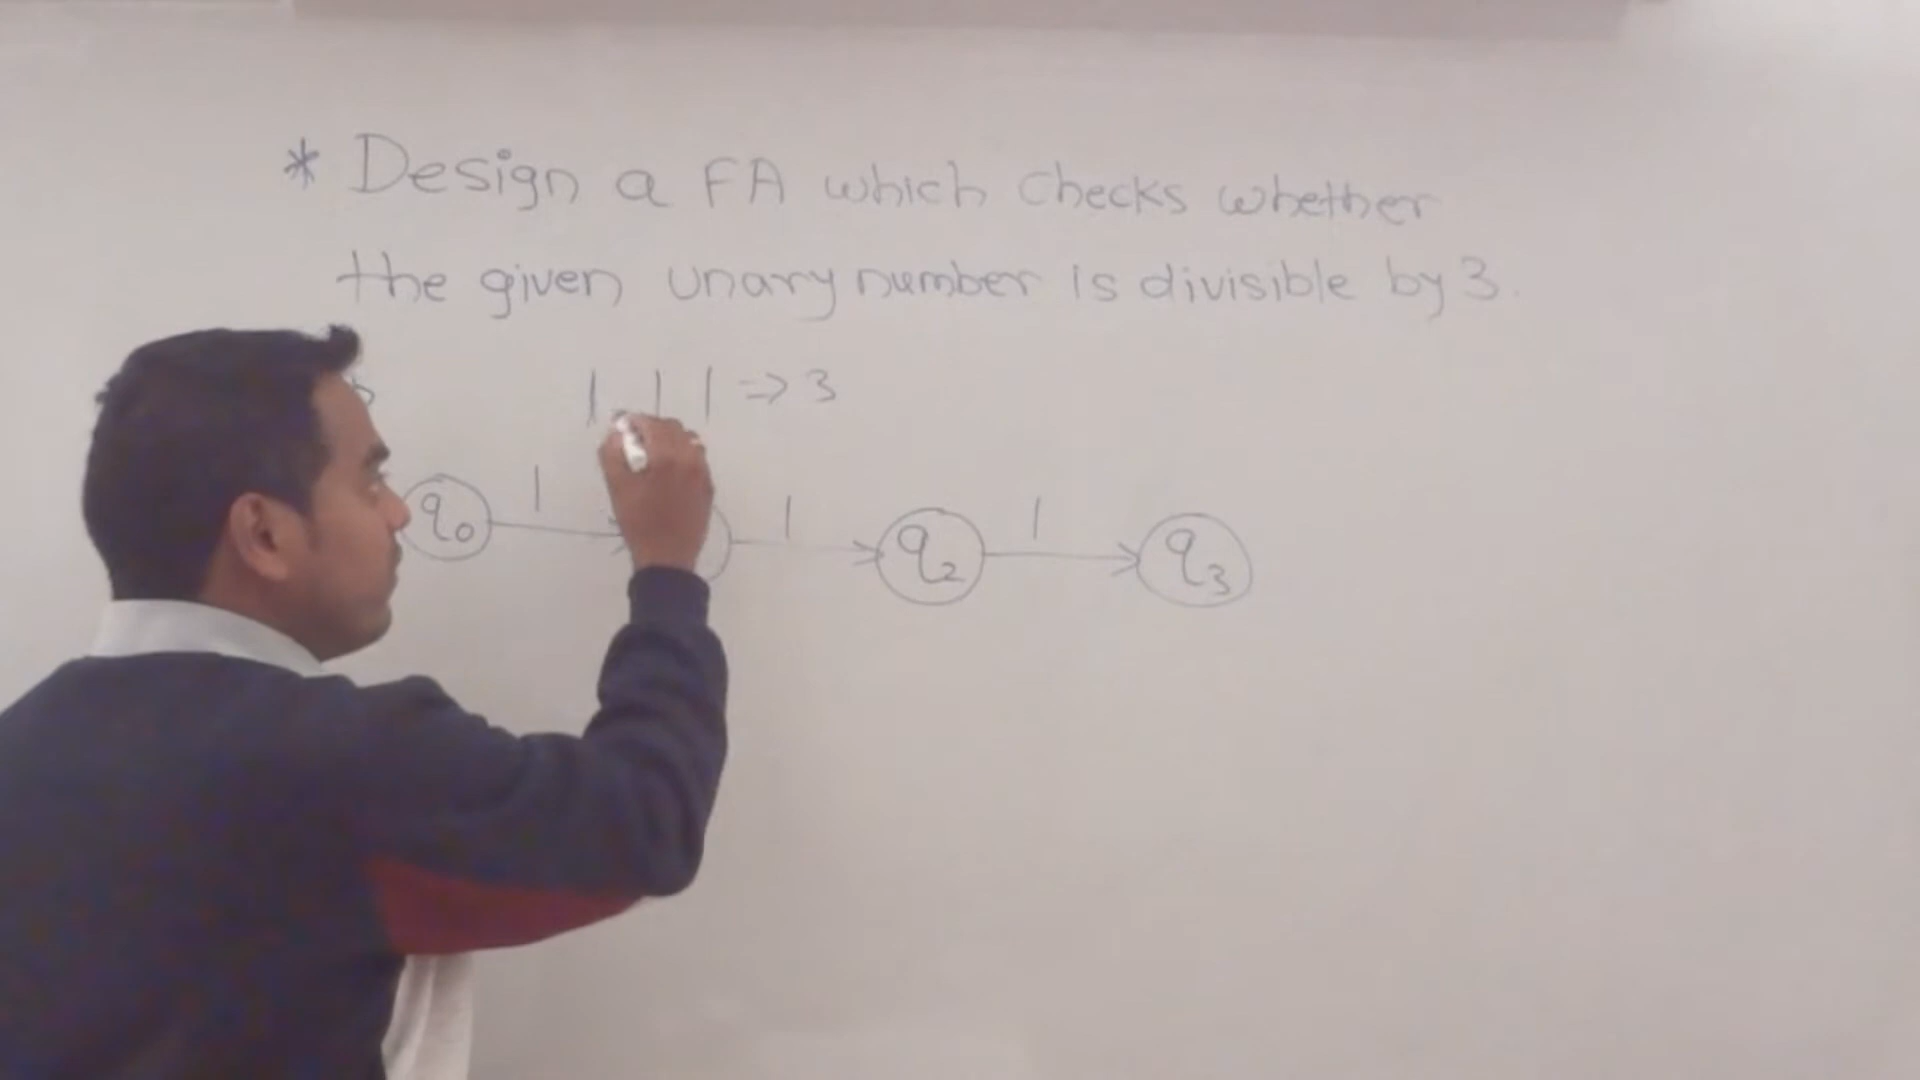 * Design a FA which checks whether
the given unary number is divisible by 3.
1 1 1 => 3
1 1 1
q0 q2 q3